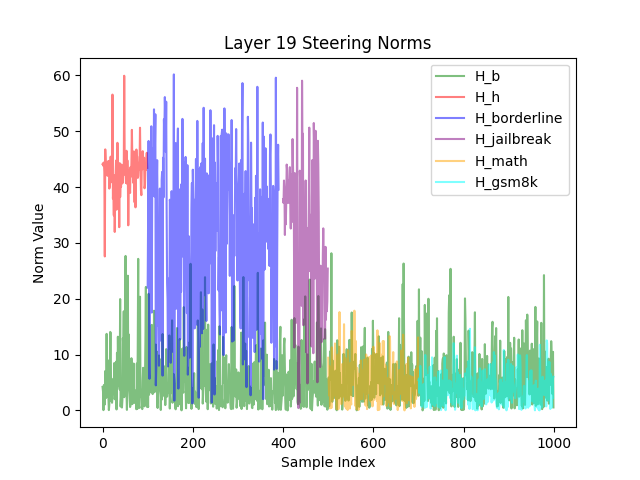 Layer 19 Steering Norms
H_b
H_h
H_borderline
H_jailbreak
H_math
H_gsm8k
Norm Value
60
50
40
30
20
10
0
0
200
400
600
800
1000
Sample Index